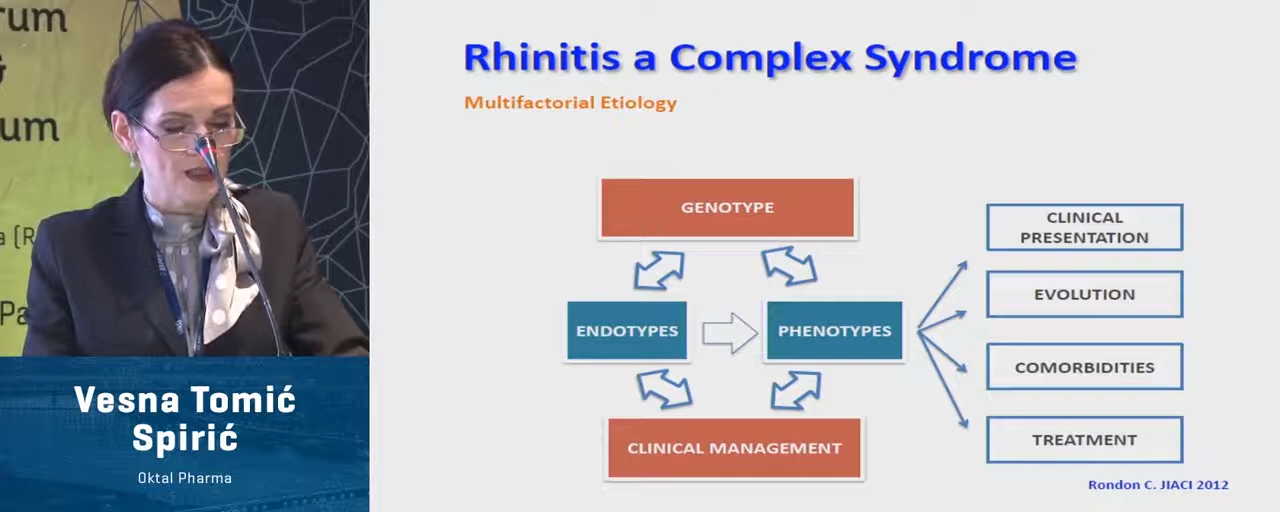 rum
&
um
a (R
Pa
Vesna Tomić
Spirić
Oktal Pharma
Rhinitis a Complex Syndrome
Multifactorial Etiology
GENOTYPE
ENDOTYPES
PHENOTYPES
CLINICAL MANAGEMENT
CLINICAL
PRESENTATION
EVOLUTION
COMORBIDITIES
TREATMENT
Rondon C. JIACI 2012